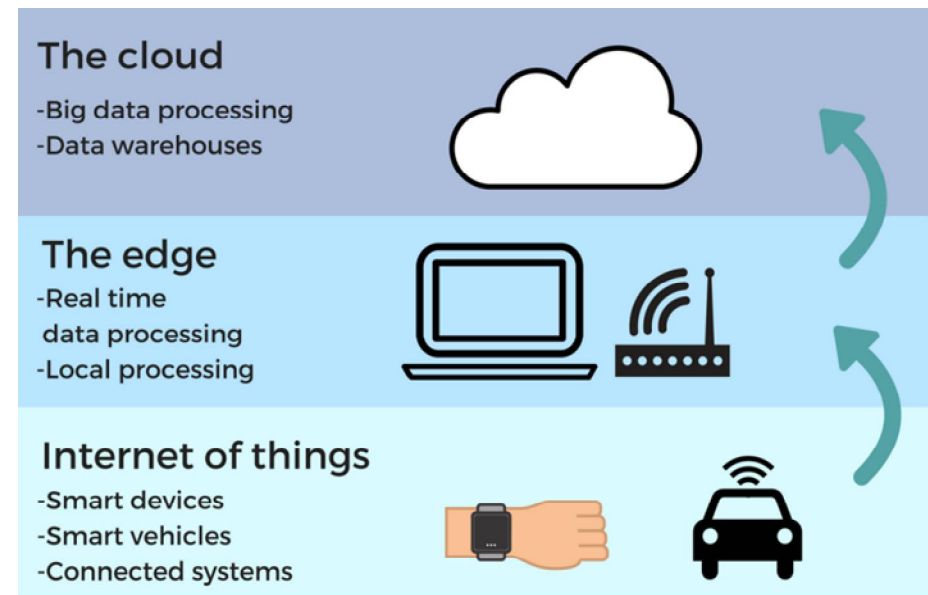 The cloud
-Big data processing
-Data warehouses
The edge
-Real time
data processing
-Local processing
Internet of things
-Smart devices
-Smart vehicles
-Connected systems